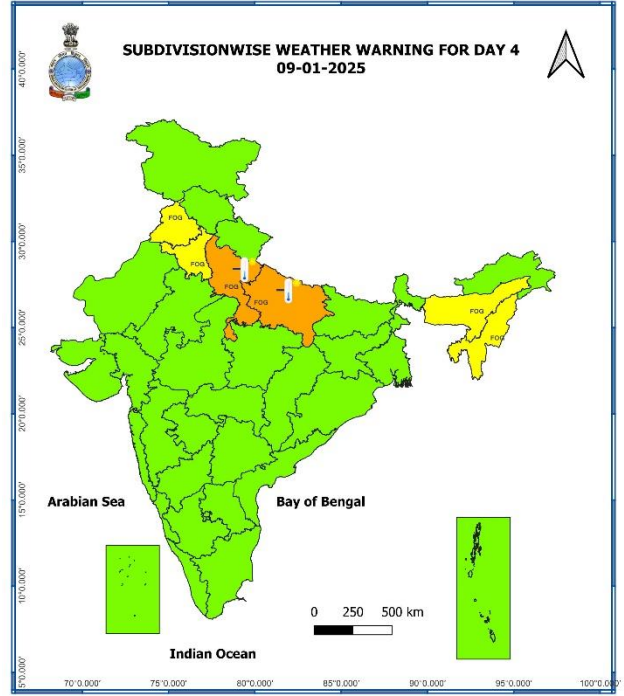 SUBDIVISIONWISE WEATHER WARNING FOR DAY 4
09-01-2025
40°0.000'
35°0.000'
30°0.000'
25°0.000'
20°0.000'
15°0.000'
10°0.000'
5°0.000'
FOG
FOG
FOG
FOG
FOG
FOG
Arabian Sea
Bay of Bengal
0 250 500 km
Indian Ocean
70°0.000' 75°0.000' 80°0.000' 85°0.000' 90°0.000' 95°0.000' 100°0.000'